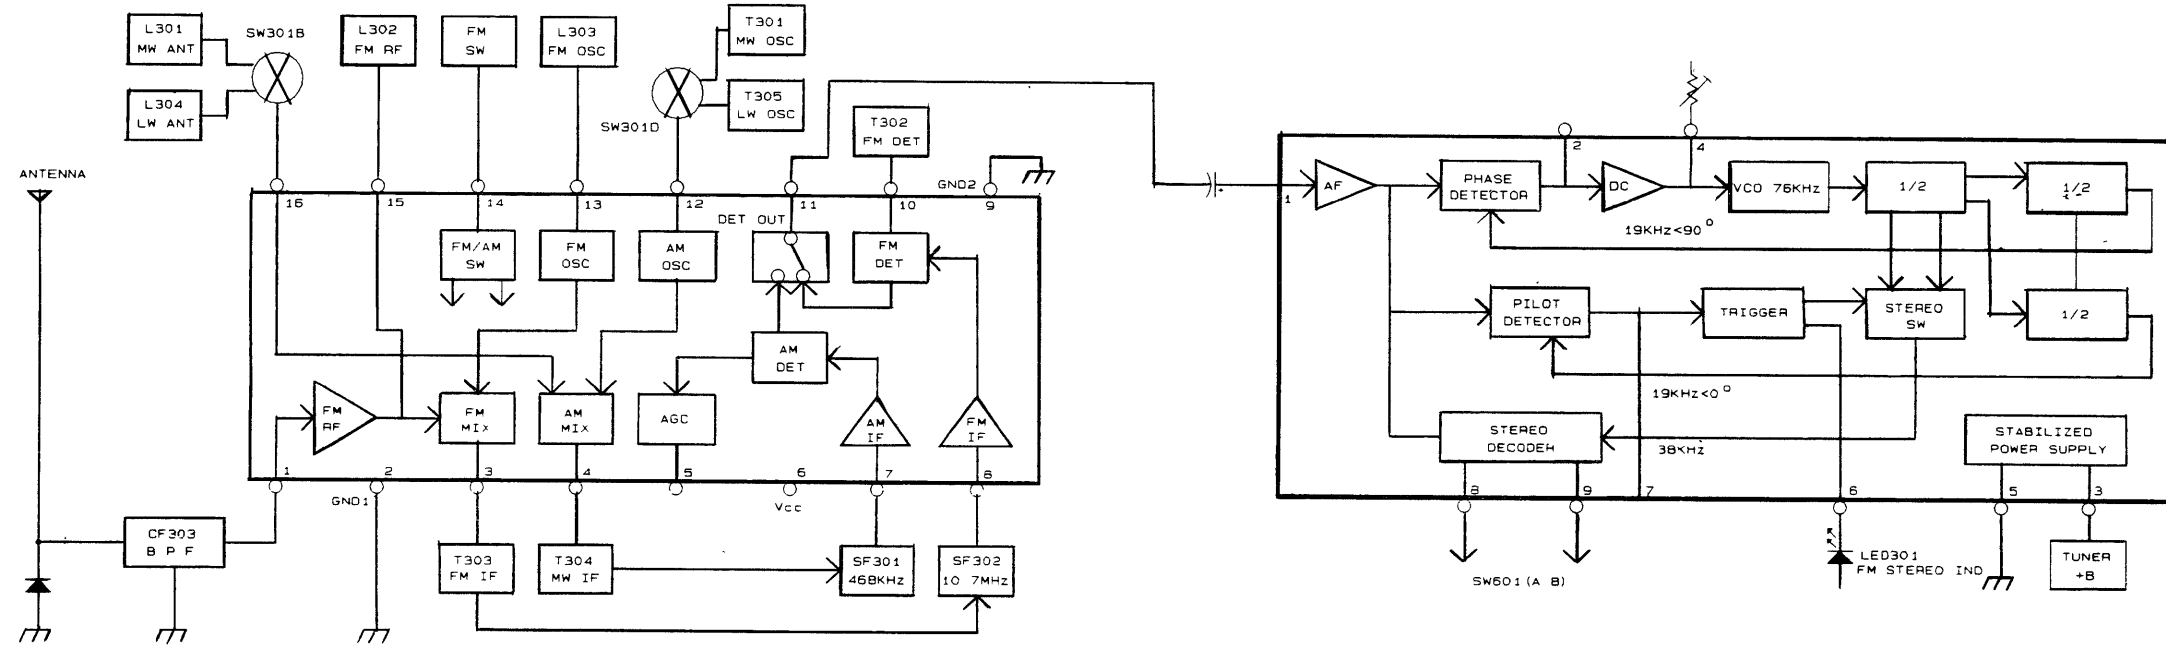 L301
MW ANT
SW301B
L302
FM RF
FM
SW
L303
FM OSC
T301
MW OSC
L304
LW ANT
T305
LW OSC
SW301D
T302
FM DET
ANTENNA
GND2
16
15
14
13
12
11
10
9
DET OUT
FM/AM
SW
FM
OSC
AM
OSC
FM
DET
AM
DET
FM
RF
FM
MIX
AM
MIX
AGC
AM
IF
FM
IF
1
2
3
4
5
6
7
8
GND1
Vcc
CF303
B P F
T303
FM IF
T304
MW IF
SF301
468KHz
SF302
10 7MHz
2
4
1
AF
PHASE
DETECTOR
DC
VCO 76KHz
1/2
1/2
19KHz<90°
PILOT
DETECTOR
TRIGGER
STEREO
SW
1/2
19KHz<0°
STEREO
DECODER
38KHz
STABILIZED
POWER SUPPLY
8
9
7
6
5
3
SW601(A B)
LED301
FM STEREO IND
TUNER
+B